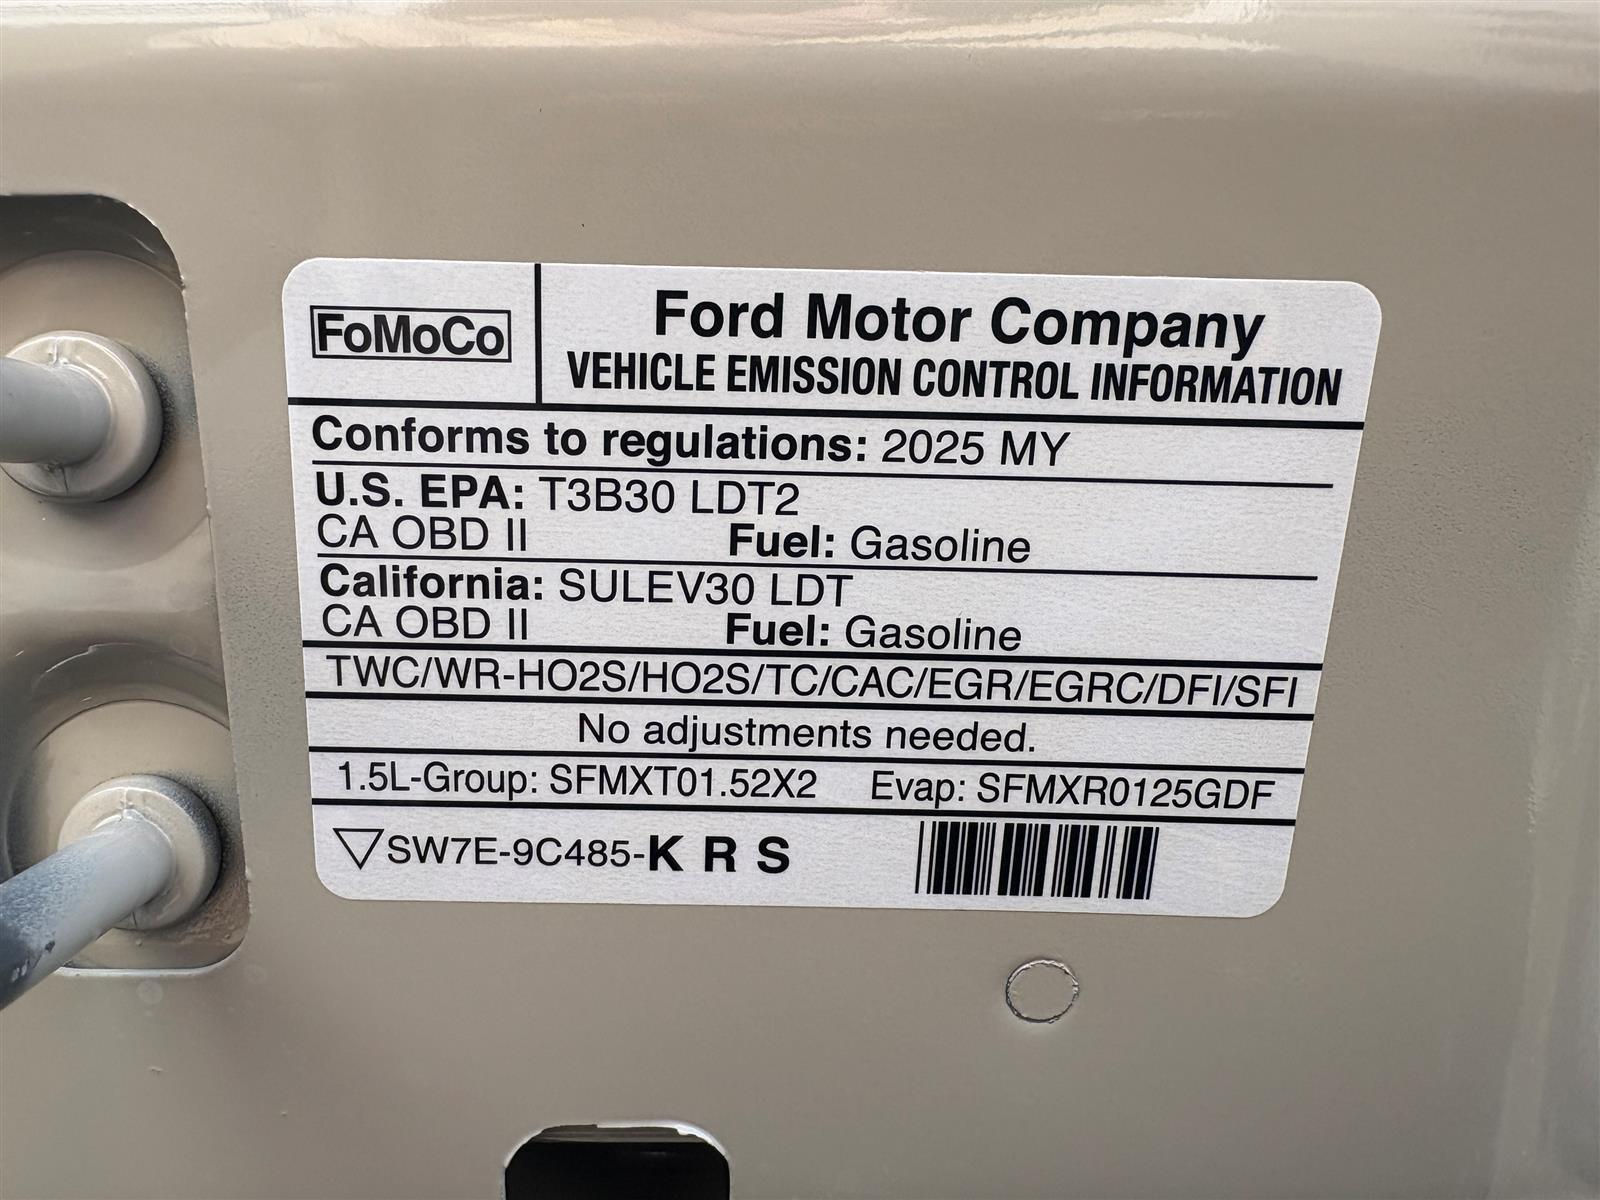 FoMoCo
Ford Motor Company
VEHICLE EMISSION CONTROL INFORMATION
Conforms to regulations: 2025 MY
U.S. EPA: T3B30 LDT2
CA OBD II Fuel: Gasoline
California: SULEV30 LDT
CA OBD II Fuel: Gasoline
TWC/WR-HO2S/HO2S/TC/CAC/EGR/EGRC/DFI/SFI
No adjustments needed.
1.5L-Group: SFMXT01.52X2 Evap: SFMXR0125GDF
▽SW7E-9C485-K R S